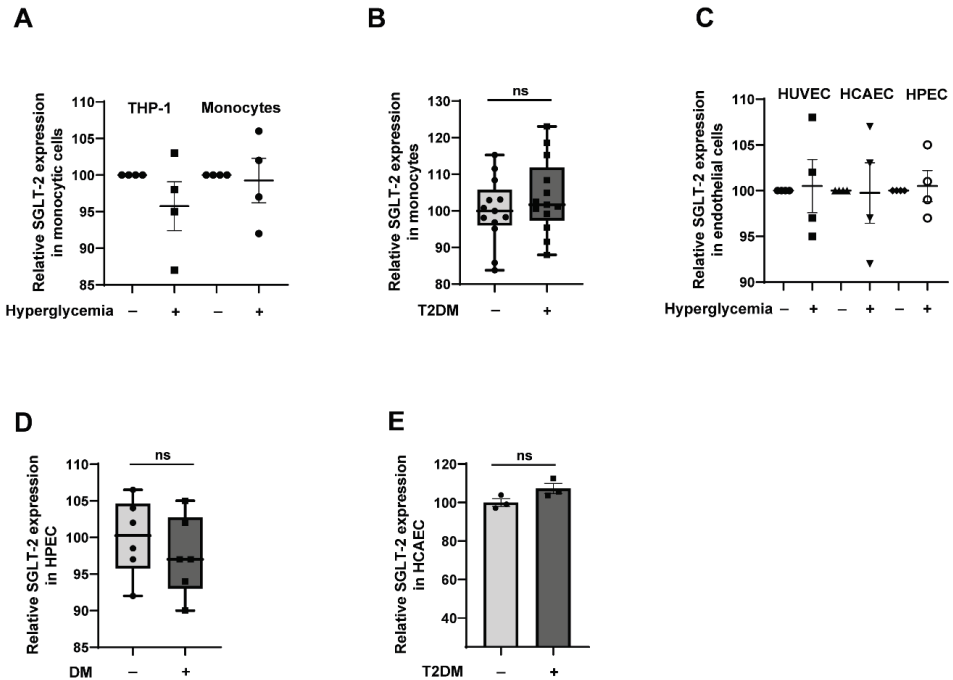 A
Relative SGLT-2 expression
in monocytic cells
110
105
100
95
90
85
THP-1 Monocytes
Hyperglycemia – + – +
B
Relative SGLT-2 expression
in monocytes
130
120
110
100
90
80
ns
T2DM – +
C
Relative SGLT-2 expression
in endothelial cells
110
105
100
95
90
HUVEC HCAEC HPEC
Hyperglycemia – + – + – +
D
Relative SGLT-2 expression
in HPEC
110
105
100
95
90
85
ns
DM – +
E
Relative SGLT-2 expression
in HCAEC
120
100
80
60
40
ns
T2DM – +